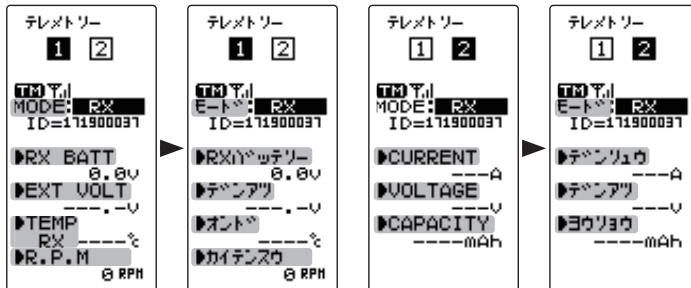 テレメトリー
1 2
TM
MODE: RX
ID=171900037
▶RX BATT
0.0V
▶EXT VOLT
---.-V
▶TEMP
RX ----℃
▶R.P.M
0 RPM
テレメトリー
1 2
TM
モード: RX
ID=171900037
▶RXバッテリー
0.0V
▶デンアツ
---.-V
▶オンド
----℃
▶カイテンスウ
0 RPM
テレメトリー
1 2
TM
MODE: RX
ID=171900037
▶CURRENT
---A
▶VOLTAGE
---V
▶CAPACITY
----mAh
テレメトリー
1 2
TM
モード: RX
ID=171900037
▶デンリュウ
---A
▶デンアツ
---V
▶ヨウリョウ
----mAh